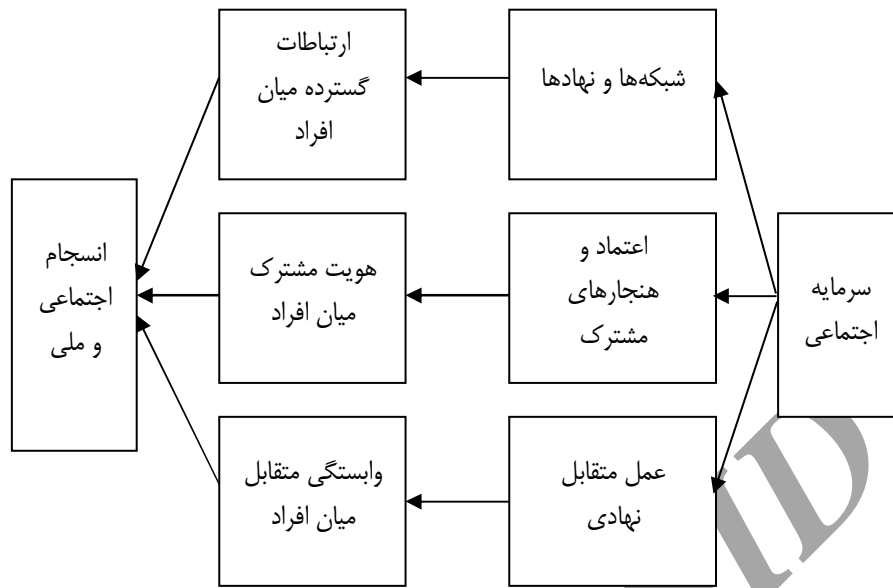 سرمایه
اجتماعی
شبکه‌ها و نهادها
ارتباطات
گسترده میان
افراد
اعتماد و
هنجارهای
مشترک
هویت مشترک
میان افراد
عمل متقابل
نهادی
وابستگی متقابل
میان افراد
انسجام
اجتماعی
و ملی
ID